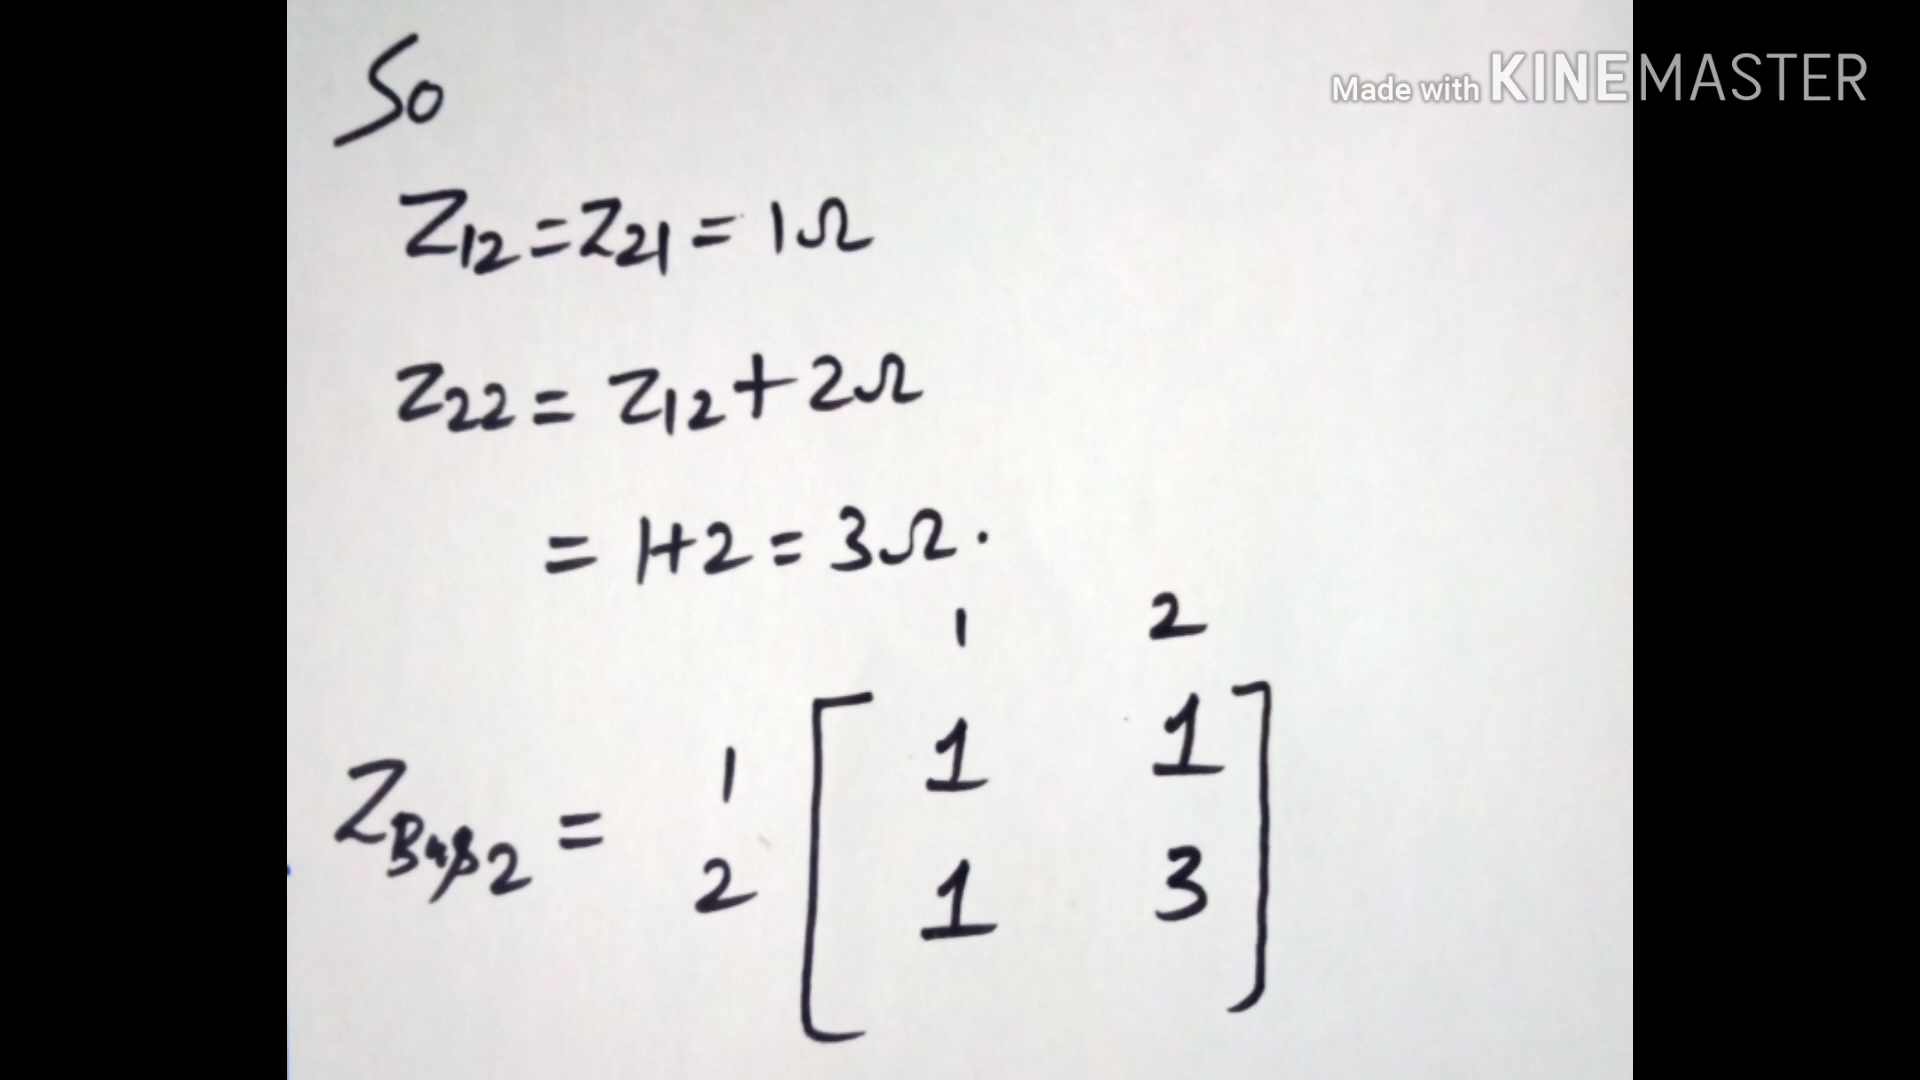 So
Made with KINEMASTER
Z12 = Z21 = 1Ω
Z22 = Z12 + 2Ω
= 1+2 = 3Ω.
1 2
1 1 1
ZBus2 =
2 1 3